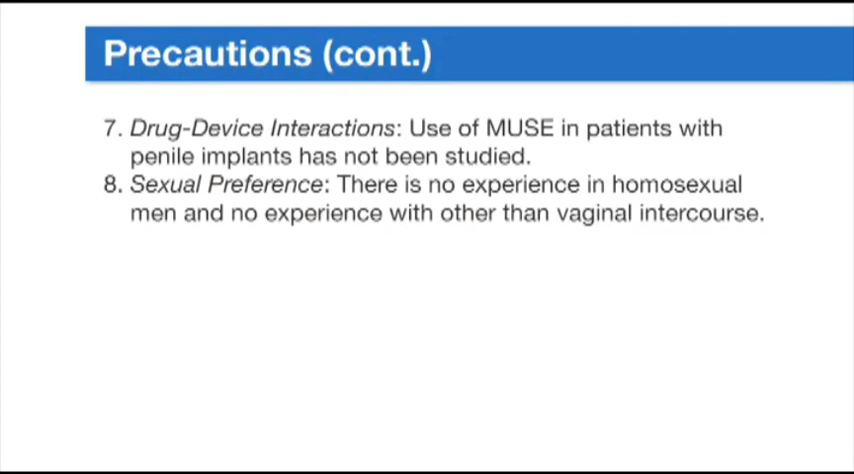 Precautions (cont.)
7. Drug-Device Interactions: Use of MUSE in patients with
penile implants has not been studied.
8. Sexual Preference: There is no experience in homosexual
men and no experience with other than vaginal intercourse.